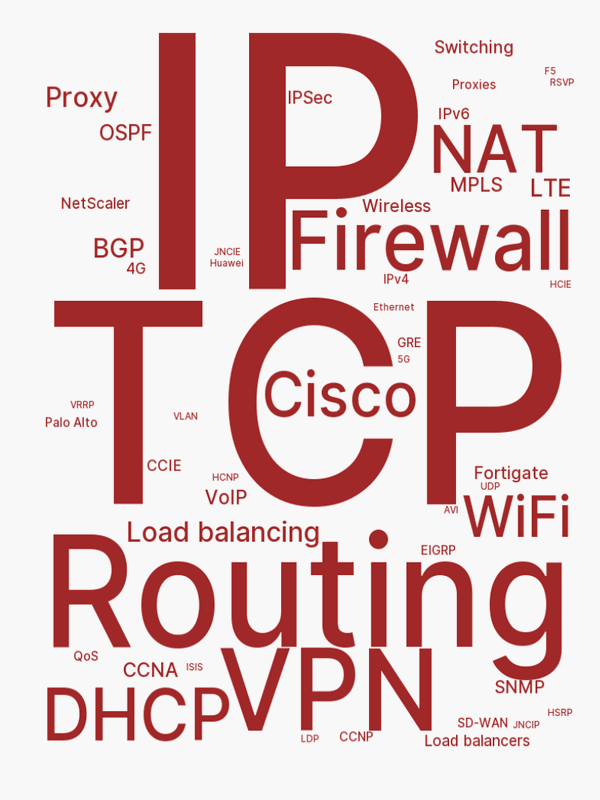 IP
Switching
F5
RSVP
Proxies
Proxy
IPSec
IPv6
OSPF
NAT
MPLS
LTE
NetScaler
Wireless
Firewall
BGP
4G
JNCIE
Huawei
IPv4
HCIE
TCP
Ethernet
GRE
5G
Cisco
VRRP
VLAN
Palo Alto
CCIE
HCNP
VoIP
Fortigate
UDP
AVI
WiFi
Load balancing
Routing
EIGRP
QoS
CCNA
ISIS
VPN
SNMP
DHCP
HSRP
SD-WAN
JNCIP
LDP
CCNP
Load balancers